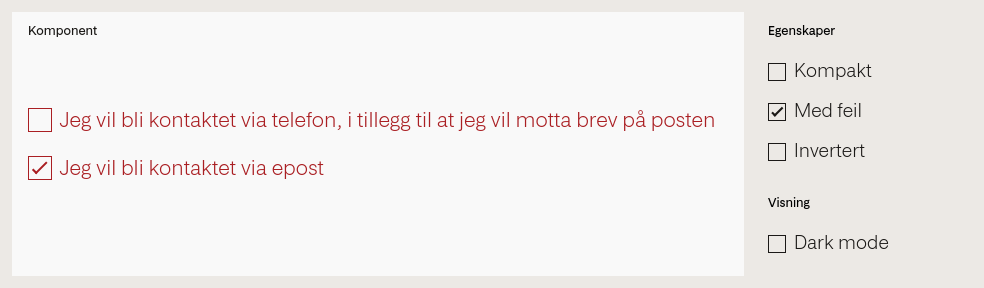 Komponent
Jeg vil bli kontaktet via telefon, i tillegg til at jeg vil motta brev på posten
Jeg vil bli kontaktet via epost
Egenskaper
Kompakt
Med feil
Invertert
Visning
Dark mode